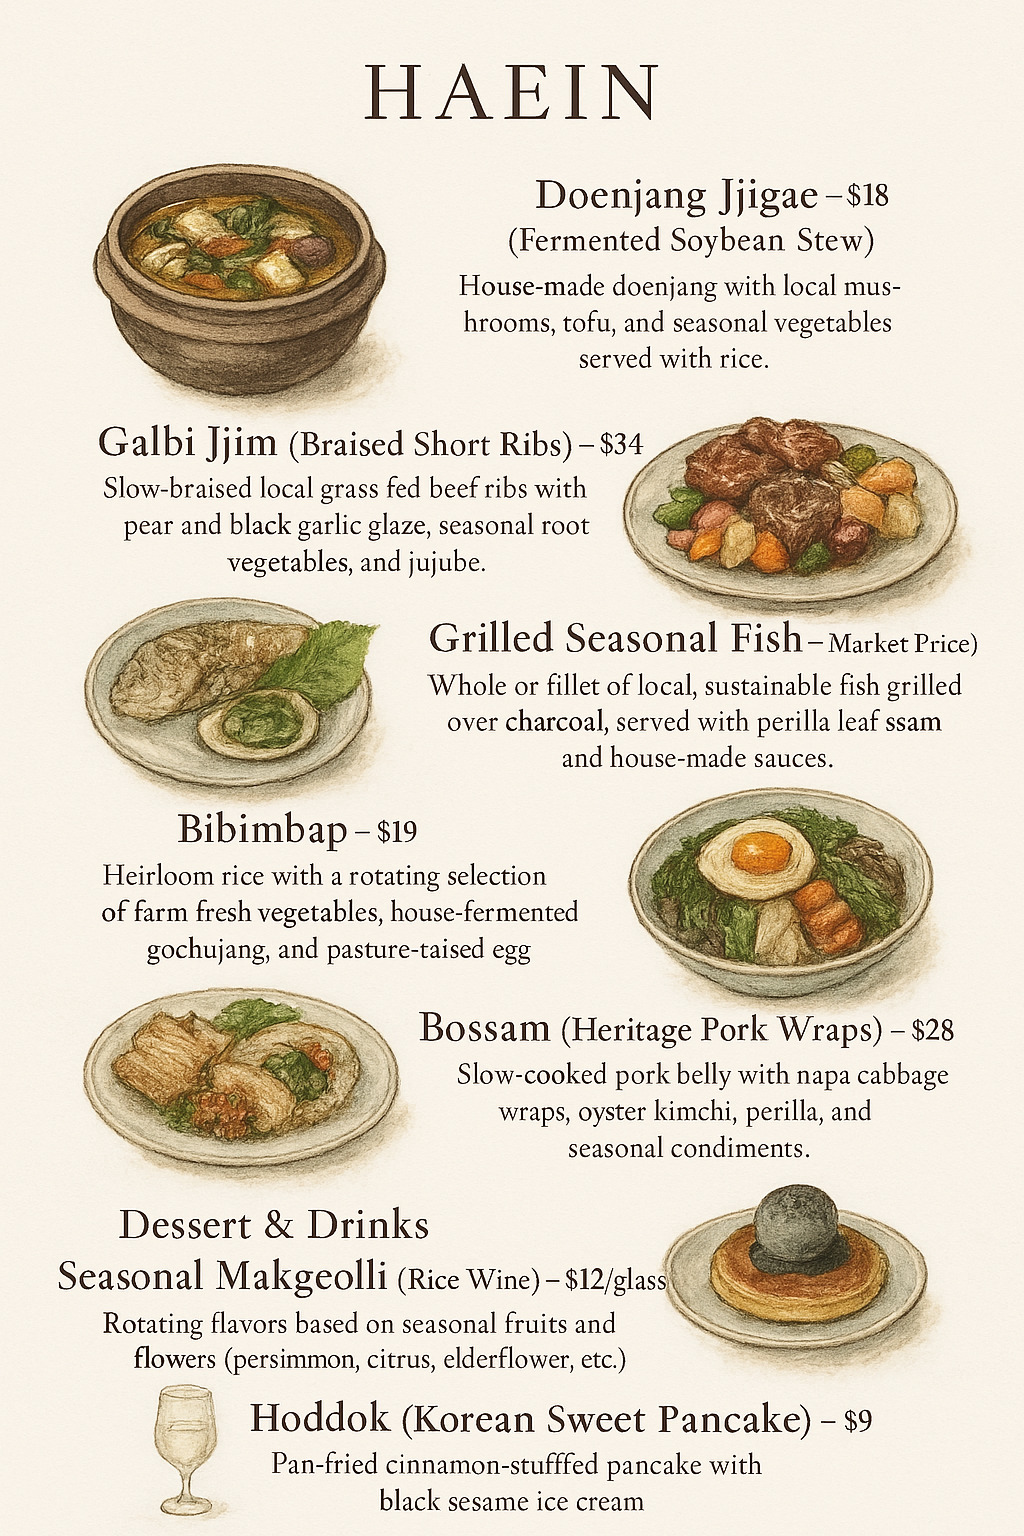 HAEIN
Doenjang Jjigae – $18
(Fermented Soybean Stew)
House-made doenjang with local mus-
hrooms, tofu, and seasonal vegetables
served with rice.
Galbi Jjim (Braised Short Ribs) – $34
Slow-braised local grass fed beef ribs with
pear and black garlic glaze, seasonal root
vegetables, and jujube.
Grilled Seasonal Fish – Market Price)
Whole or fillet of local, sustainable fish grilled
over charcoal, served with perilla leaf ssam
and house-made sauces.
Bibimbap – $19
Heirloom rice with a rotating selection
of farm fresh vegetables, house-fermented
gochujang, and pasture-taised egg
Bossam (Heritage Pork Wraps) – $28
Slow-cooked pork belly with napa cabbage
wraps, oyster kimchi, perilla, and
seasonal condiments.
Dessert & Drinks
Seasonal Makgeolli (Rice Wine) – $12/glass
Rotating flavors based on seasonal fruits and
flowers (persimmon, citrus, elderflower, etc.)
Hoddok (Korean Sweet Pancake) – $9
Pan-fried cinnamon-stufffed pancake with
black sesame ice cream